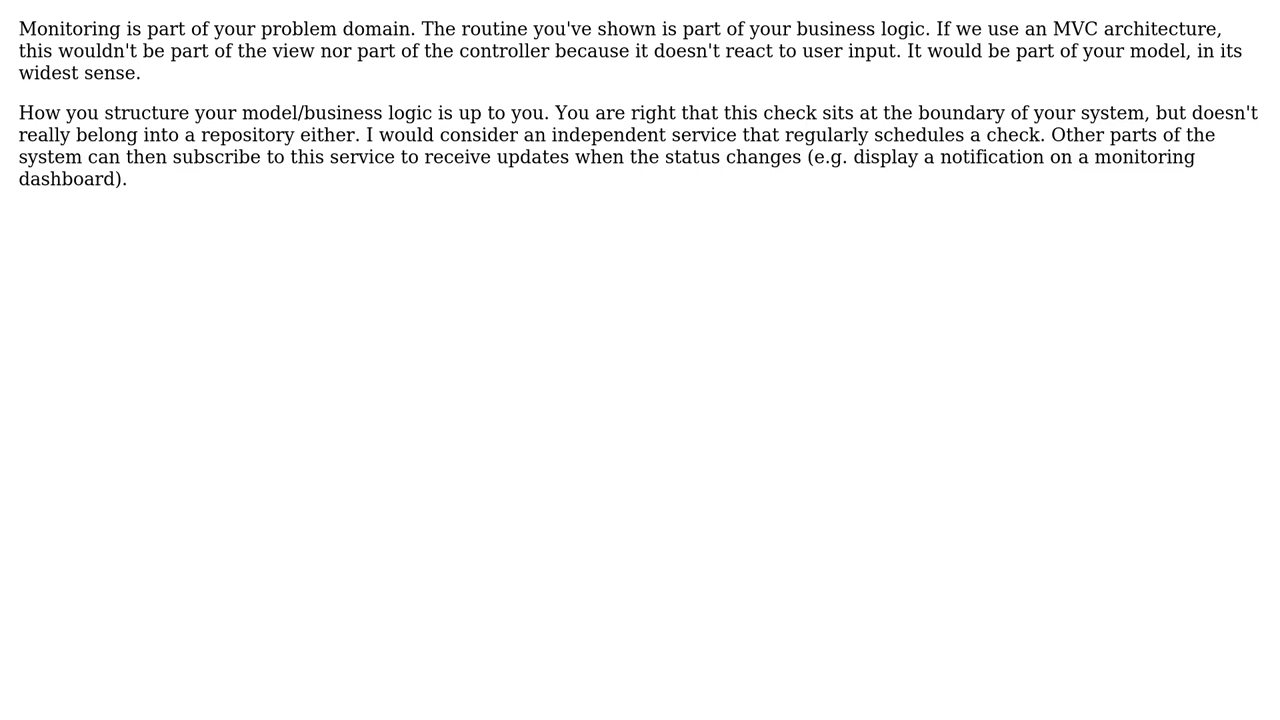 Monitoring is part of your problem domain. The routine you've shown is part of your business logic. If we use an MVC architecture,
this wouldn't be part of the view nor part of the controller because it doesn't react to user input. It would be part of your model, in its
widest sense.
How you structure your model/business logic is up to you. You are right that this check sits at the boundary of your system, but doesn't
really belong into a repository either. I would consider an independent service that regularly schedules a check. Other parts of the
system can then subscribe to this service to receive updates when the status changes (e.g. display a notification on a monitoring
dashboard).